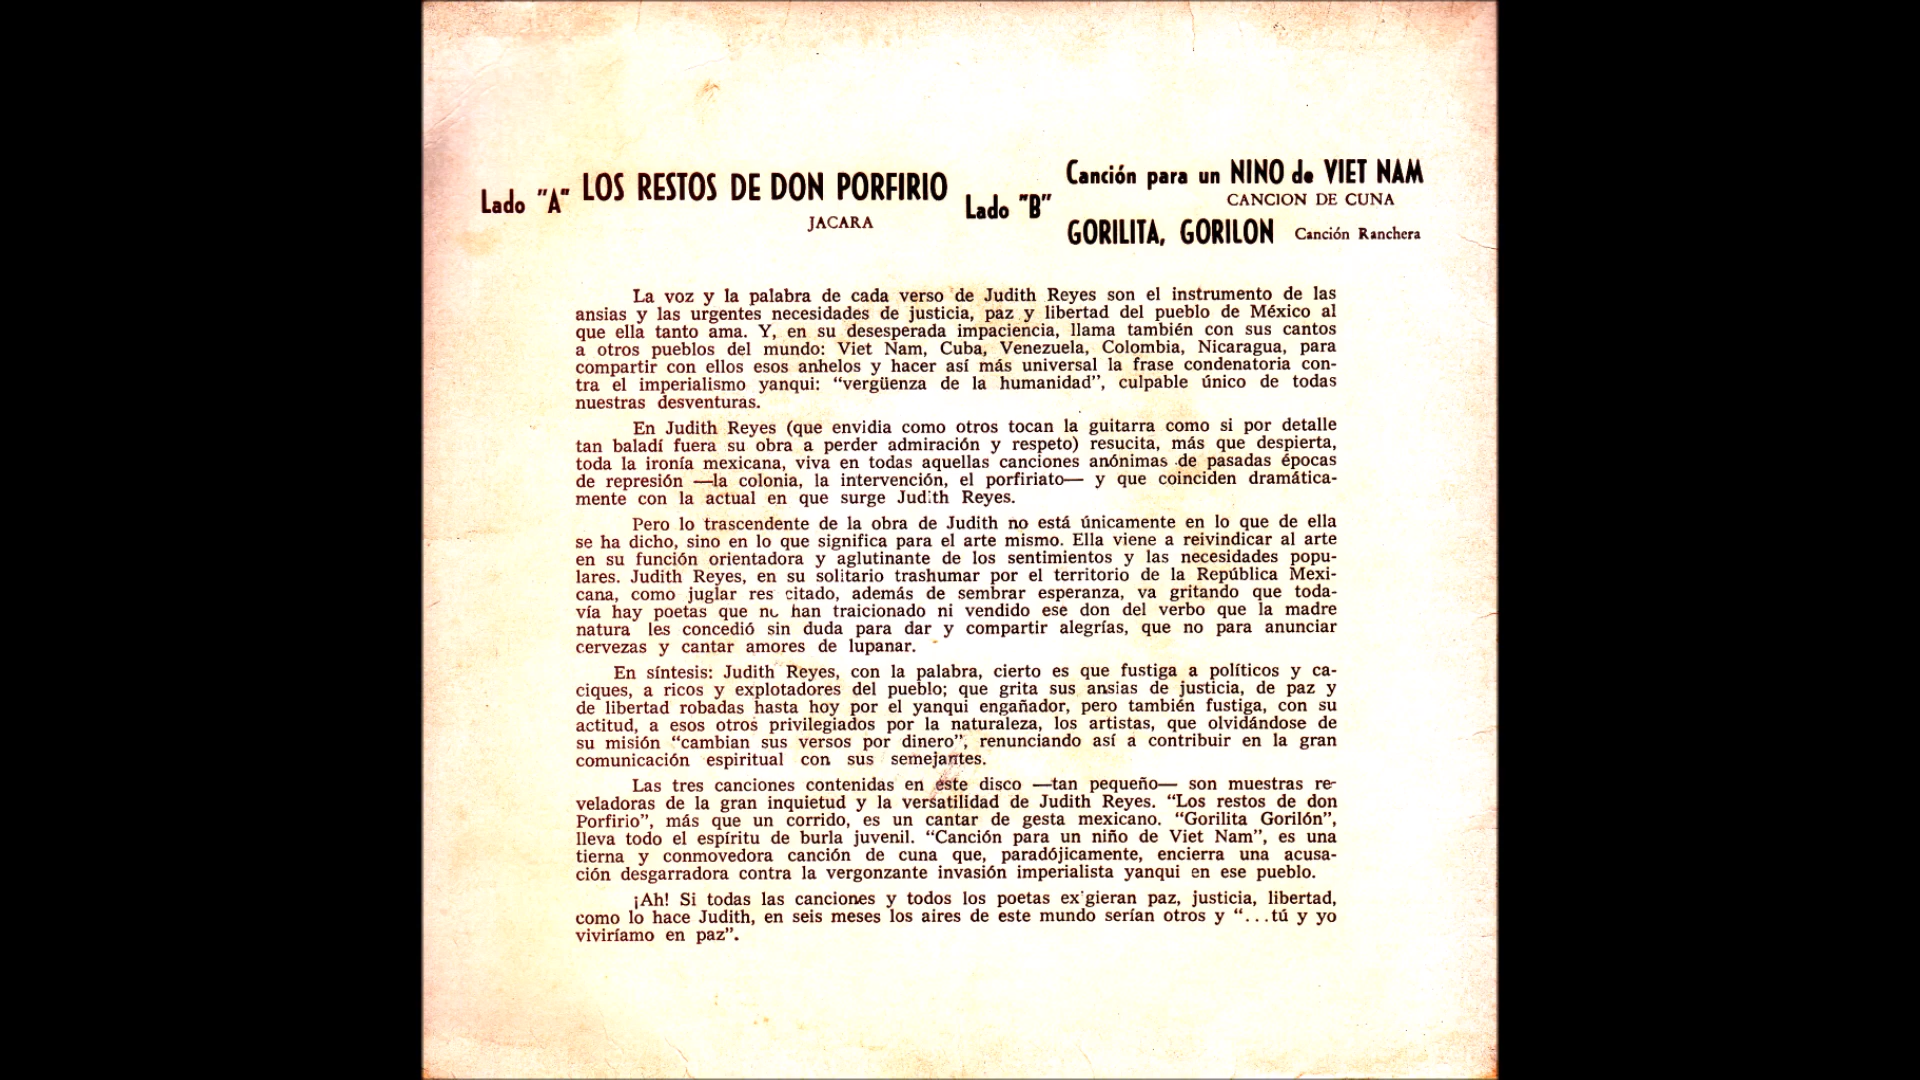 Lado "A" LOS RESTOS DE DON PORFIRIO
JACARA
Lado "B"
Canción para un NINO de VIET NAM
CANCION DE CUNA
GORILITA, GORILON Canción Ranchera
La voz y la palabra de cada verso de Judith Reyes son el instrumento de las
ansias y las urgentes necesidades de justicia, paz y libertad del pueblo de México al
que ella tanto ama. Y, en su desesperada impaciencia, llama también con sus cantos
a otros pueblos del mundo: Viet Nam, Cuba, Venezuela, Colombia, Nicaragua, para
compartir con ellos esos anhelos y hacer así más universal la frase condenatoria con-
tra el imperialismo yanqui: “vergüenza de la humanidad”, culpable único de todas
nuestras desventuras.
En Judith Reyes (que envidia como otros tocan la guitarra como si por detalle
tan baladí fuera su obra a perder admiración y respeto) resucita, más que despierta,
toda la ironía mexicana, viva en todas aquellas canciones anónimas de pasadas épocas
de represión —la colonia, la intervención, el porfiriato— y que coinciden dramática-
mente con la actual en que surge Judith Reyes.
Pero lo trascendente de la obra de Judith no está únicamente en lo que de ella
se ha dicho, sino en lo que significa para el arte mismo. Ella viene a reivindicar al arte
en su función orientadora y aglutinante de los sentimientos y las necesidades popu-
lares. Judith Reyes, en su solitario trashumar por el territorio de la República Mexi-
cana, como juglar res citado, además de sembrar esperanza, va gritando que toda-
vía hay poetas que no han traicionado ni vendido ese don del verbo que la madre
natura les concedió sin duda para dar y compartir alegrías, que no para anunciar
cervezas y cantar amores de lupanar.
En síntesis: Judith Reyes, con la palabra, cierto es que fustiga a políticos y ca-
ciques, a ricos y explotadores del pueblo; que grita sus ansias de justicia, de paz y
de libertad robadas hasta hoy por el yanqui engañador, pero también fustiga, con su
actitud, a esos otros privilegiados por la naturaleza, los artistas, que olvidándose de
su misión “cambian sus versos por dinero”, renunciando así a contribuir en la gran
comunicación espiritual con sus semejantes.
Las tres canciones contenidas en este disco —tan pequeño— son muestras re-
veladoras de la gran inquietud y la versatilidad de Judith Reyes. “Los restos de don
Porfirio”, más que un corrido, es un cantar de gesta mexicano. “Gorilita Gorilón”,
lleva todo el espíritu de burla juvenil. “Canción para un niño de Viet Nam”, es una
tierna y conmovedora canción de cuna que, paradójicamente, encierra una acusa-
ción desgarradora contra la vergonzante invasión imperialista yanqui en ese pueblo.
¡Ah! Si todas las canciones y todos los poetas exigieran paz, justicia, libertad,
como lo hace Judith, en seis meses los aires de este mundo serían otros y “...tú y yo
viviríamo en paz”.